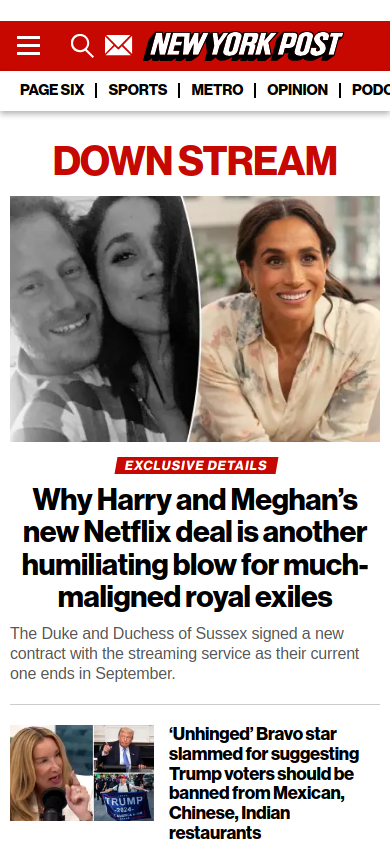 NEW YORK POST
PAGE SIX | SPORTS | METRO | OPINION | PODC
DOWN STREAM
EXCLUSIVE DETAILS
Why Harry and Meghan’s
new Netflix deal is another
humiliating blow for much-
maligned royal exiles
The Duke and Duchess of Sussex signed a new
contract with the streaming service as their current
one ends in September.
‘Unhinged’ Bravo star
slammed for suggesting
Trump voters should be
banned from Mexican,
Chinese, Indian
restaurants
TRUMP
2024